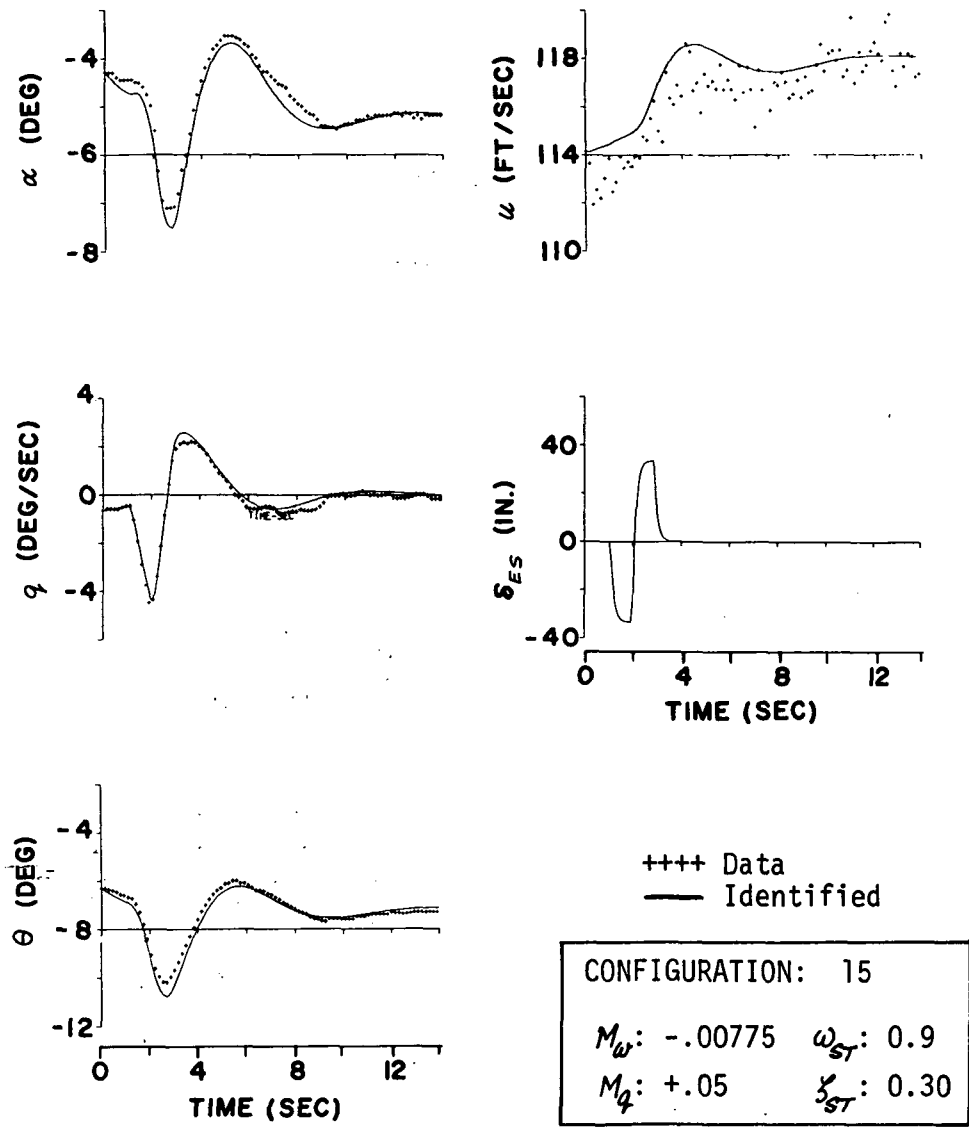 α (DEG)
-4
-6
-8
u (FT/SEC)
118
114
110
q (DEG/SEC)
4
0
-4
TIME-SEC
δES (IN.)
40
0
-40
0 4 8 12
TIME (SEC)
θ (DEG)
-4
-8
-12
0 4 8 12
TIME (SEC)
++++ Data
— Identified
CONFIGURATION: 15
Mw: -.00775 ωST: 0.9
Mq: +.05 ζST: 0.30